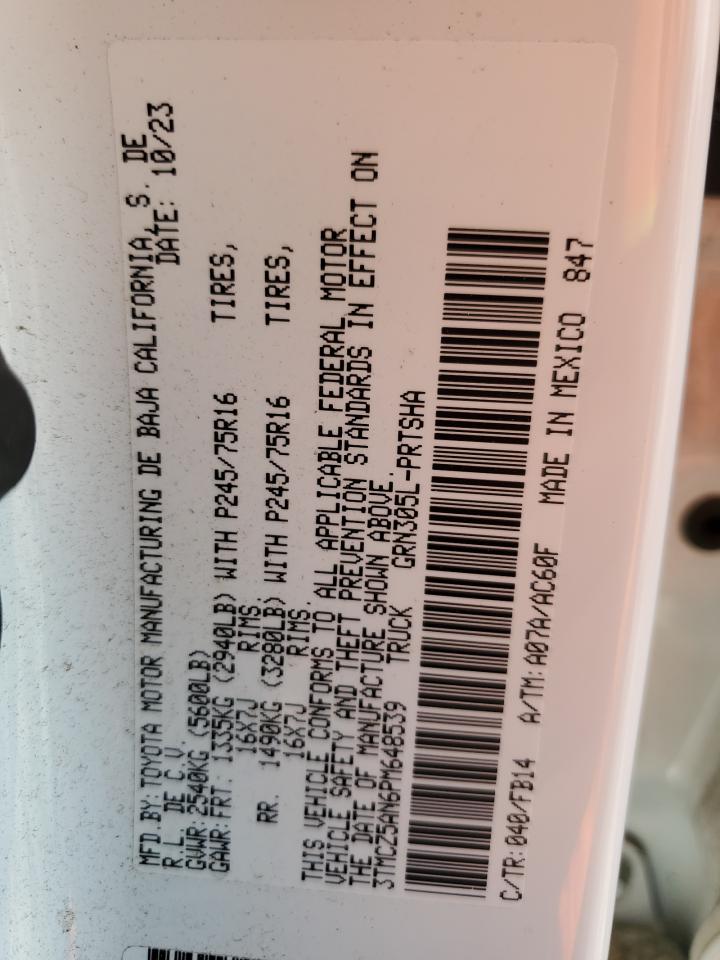 MFD.BY: TOYOTA MOTOR MANUFACTURING DE BAJA CALIFORNIA, S. DE
R.L. DE C.V. DATE: 10/23
GVWR: 2540KG (5600LB)
GAWR: FRT: 1335KG (2940LB) WITH P245/75R16 TIRES,
16X7J RIMS.
RR. 1490KG (3280LB) WITH P245/75R16 TIRES,
16X7J RIMS.
THIS VEHICLE CONFORMS TO ALL APPLICABLE FEDERAL MOTOR
VEHICLE SAFETY AND THEFT PREVENTION STANDARDS IN EFFECT ON
THE DATE OF MANUFACTURE SHOWN ABOVE.
3TMCZ5AN6PM648539 TRUCK GRN305L-PRTSHA
C/TR: 040/FB14 A/TM: A07A/AC60F MADE IN MEXICO 847